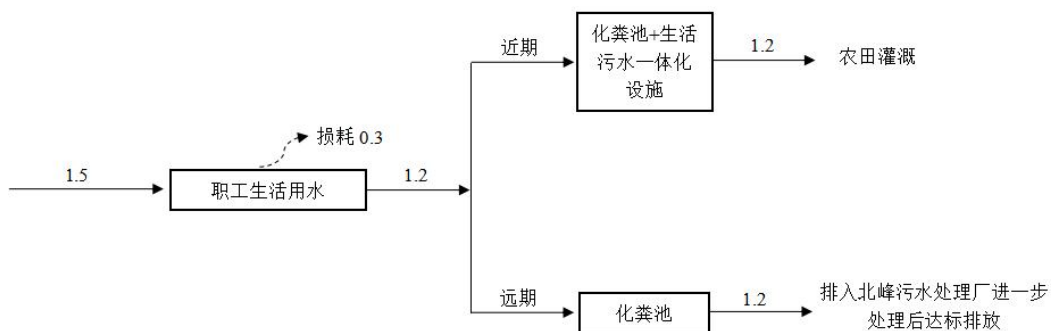 近期
化粪池+生活
污水一体化
设施
1.2
农田灌溉
损耗 0.3
1.5
职工生活用水
1.2
远期
化粪池
1.2
排入北峰污水处理厂进一步
处理后达标排放